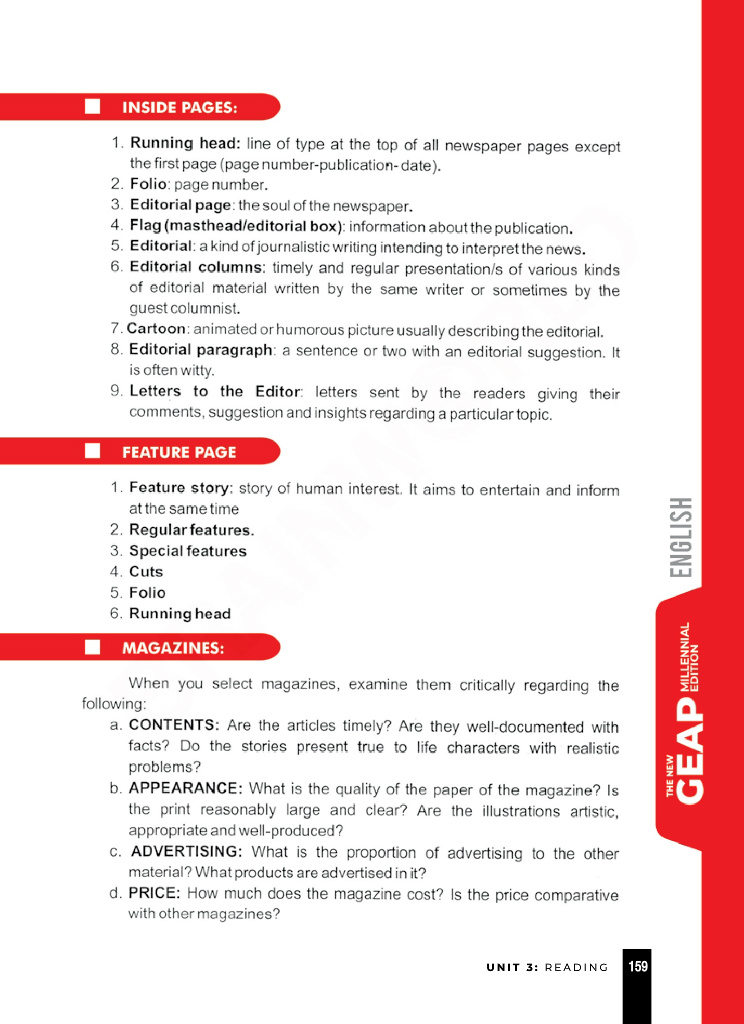 INSIDE PAGES:
1. Running head: line of type at the top of all newspaper pages except
the first page (page number-publication- date).
2. Folio: page number.
3. Editorial page: the soul of the newspaper.
4. Flag (masthead/editorial box): information about the publication.
5. Editorial: a kind of journalistic writing intending to interpret the news.
6. Editorial columns: timely and regular presentation/s of various kinds
of editorial material written by the same writer or sometimes by the
guest columnist.
7. Cartoon: animated or humorous picture usually describing the editorial.
8. Editorial paragraph: a sentence or two with an editorial suggestion. It
is often witty.
9. Letters to the Editor: letters sent by the readers giving their
comments, suggestion and insights regarding a particular topic.
FEATURE PAGE
1. Feature story: story of human interest. It aims to entertain and inform
at the same time
2. Regular features.
3. Special features
4. Cuts
5. Folio
6. Running head
MAGAZINES:
When you select magazines, examine them critically regarding the
following:
a. CONTENTS: Are the articles timely? Are they well-documented with
facts? Do the stories present true to life characters with realistic
problems?
b. APPEARANCE: What is the quality of the paper of the magazine? Is
the print reasonably large and clear? Are the illustrations artistic,
appropriate and well-produced?
c. ADVERTISING: What is the proportion of advertising to the other
material? What products are advertised in it?
d. PRICE: How much does the magazine cost? Is the price comparative
with other magazines?
ENGLISH
THE NEW
GEAP
MILLENNIAL
EDITION
UNIT 3: READING 159